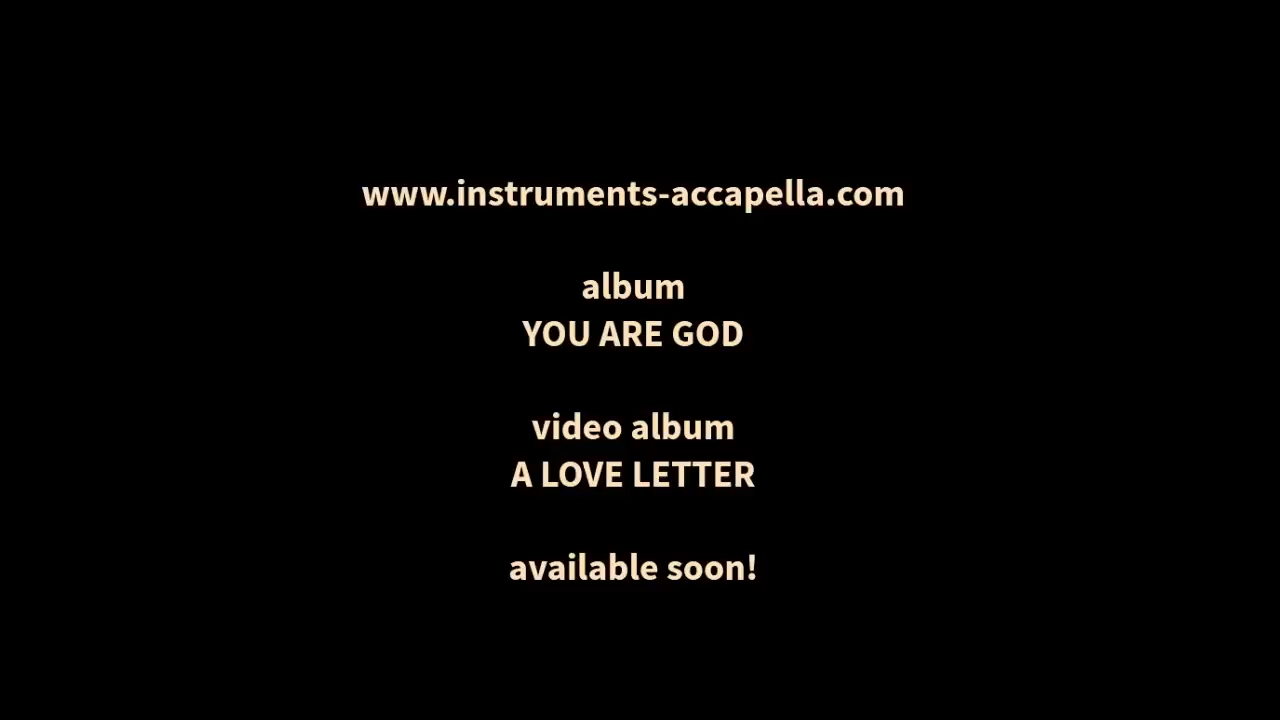 www.instruments-accapella.com
album
YOU ARE GOD
video album
A LOVE LETTER
available soon!